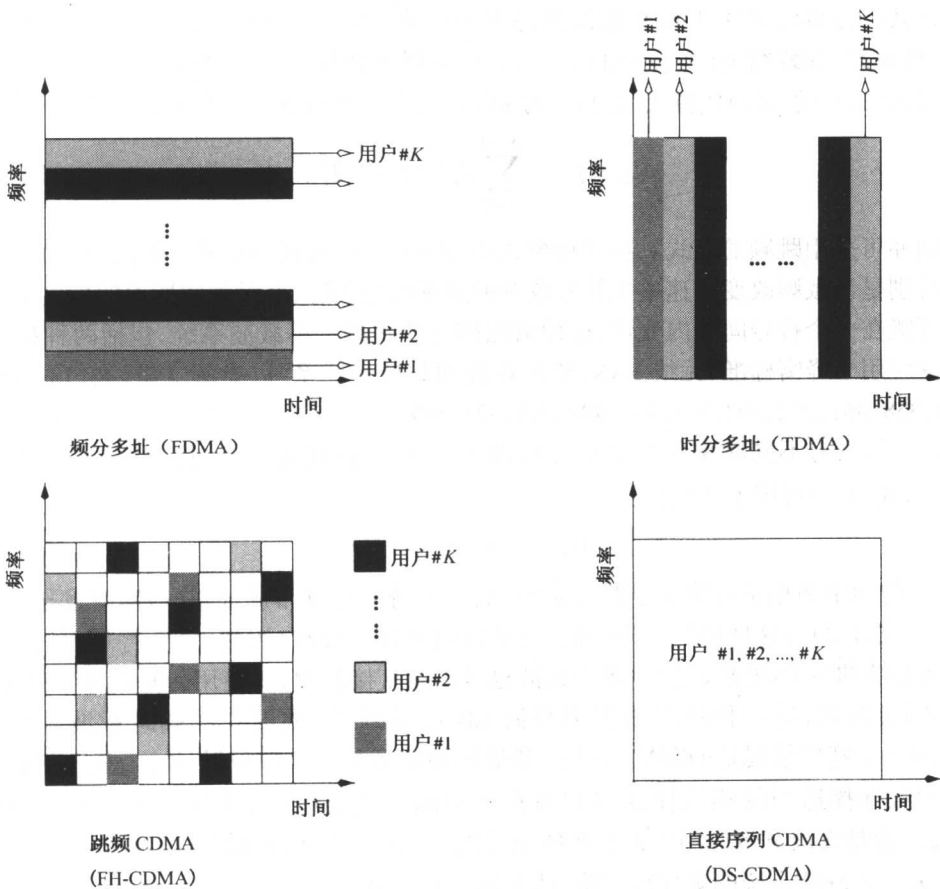 频率
用户#K
用户#2
用户#1
时间
频分多址（FDMA）
用户#1
用户#2
用户#K
频率
时间
时分多址（TDMA）
频率
用户#K
用户#2
用户#1
时间
跳频 CDMA
(FH-CDMA)
频率
用户 #1, #2, ..., #K
时间
直接序列 CDMA
(DS-CDMA)